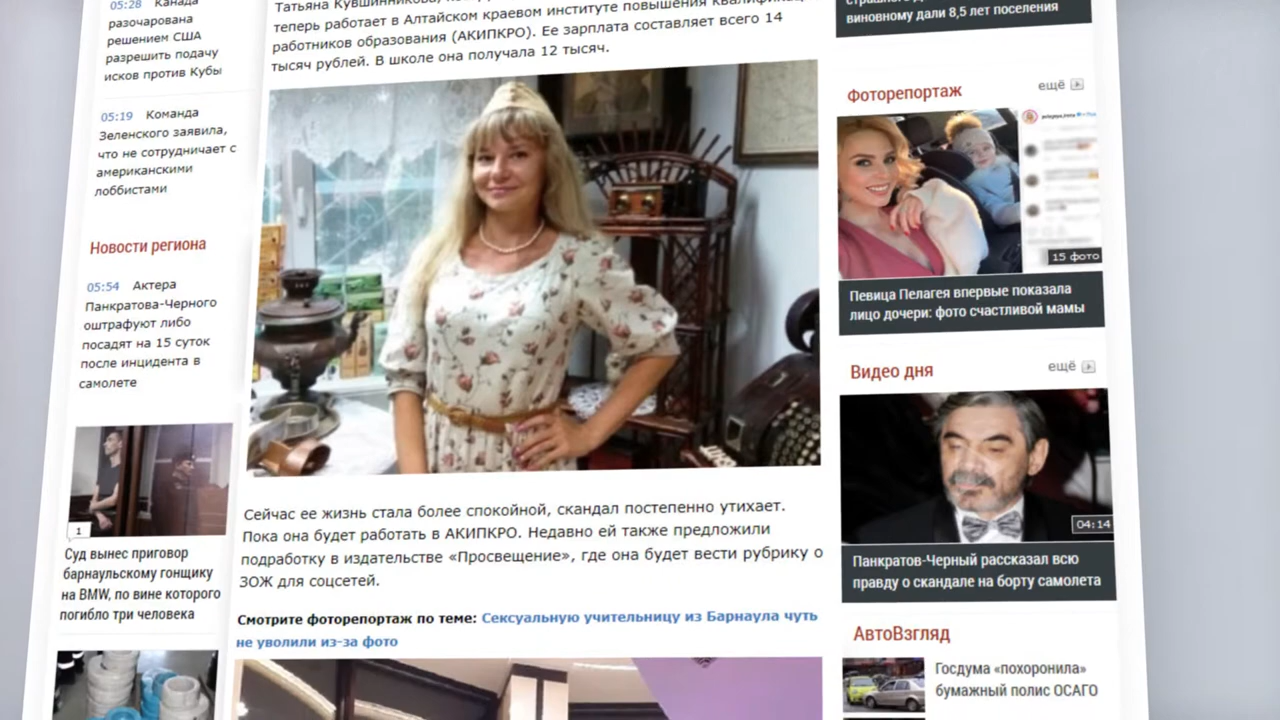 05:28 Канада
разочарована
решением США
разрешить подачу
исков против Кубы
05:19 Команда
Зеленского заявила,
что не сотрудничает с
американскими
лоббистами
Новости региона
05:54 Актера
Панкратова-Черного
оштрафуют либо
посадят на 15 суток
после инцидента в
самолете
1
Суд вынес приговор
барнаульскому гонщику
на BMW, по вине которого
погибло три человека
Татьяна Кувшинникова,
теперь работает в Алтайском краевом институте повышения
работников образования (АКИПКРО). Ее зарплата составляет всего 14
тысяч рублей. В школе она получала 12 тысяч.
Сейчас ее жизнь стала более спокойной, скандал постепенно утихает.
Пока она будет работать в АКИПКРО. Недавно ей также предложили
подработку в издательстве «Просвещение», где она будет вести рубрику о
ЗОЖ для соцсетей.
Смотрите фоторепортаж по теме: Сексуальную учительницу из Барнаула чуть
не уволили из-за фото
виновному дали 8,5 лет поселения
Фоторепортаж ещё
15 фото
Певица Пелагея впервые показала
лицо дочери: фото счастливой мамы
Видео дня ещё
04:14
Панкратов-Черный рассказал всю
правду о скандале на борту самолета
АвтоВзгляд
Госдума «похоронила»
бумажный полис ОСАГО